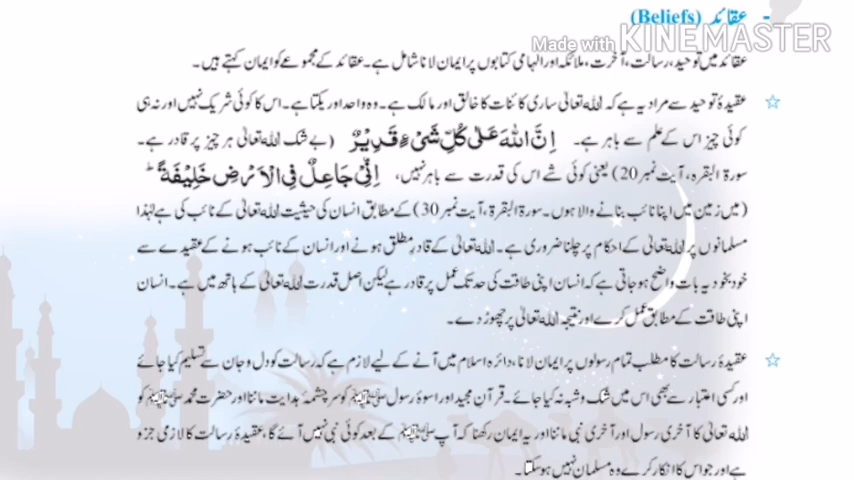 - عقائد (Beliefs)
Made with KINEMASTER
عقائد میں توحید، رسالت، آخرت، ملائکہ اور الہامی کتابوں پر ایمان لانا شامل ہے۔ عقائد کے مجموعے کو ایمان کہتے ہیں۔
☆ عقیدۂ توحید سے مراد یہ ہے کہ اللہ تعالیٰ ساری کائنات کا خالق اور مالک ہے۔ وہ واحد اور یکتا ہے۔ اس کا کوئی شریک نہیں اور نہ ہی
کوئی چیز اس کے علم سے باہر ہے۔ اِنَّ اللّٰهَ عَلٰى كُلِّ شَىْءٍ قَدِيْرٌ (بے شک اللہ تعالیٰ ہر چیز پر قادر ہے۔
سورۃ البقرہ، آیت نمبر 20) یعنی کوئی شے اس کی قدرت سے باہر نہیں، اِنِّىْ جَاعِلٌ فِى الْاَرْضِ خَلِيْفَةً ؕ
(میں زمین میں اپنا نائب بنانے والا ہوں۔ سورۃ البقرۃ، آیت نمبر 30) کے مطابق انسان کی حیثیت اللہ تعالیٰ کے نائب کی ہے لہٰذا
مسلمانوں پر اللہ تعالیٰ کے احکام پر چلنا ضروری ہے۔ اللہ تعالیٰ کے قادرِ مطلق ہونے اور انسان کے نائب ہونے کے عقیدے سے
خود بخود یہ بات واضح ہو جاتی ہے کہ انسان اپنی طاقت کی حد تک عمل پر قادر ہے لیکن اصل قدرت اللہ تعالیٰ کے ہاتھ میں ہے۔ انسان
اپنی طاقت کے مطابق عمل کرے اور نتیجہ اللہ تعالیٰ پر چھوڑ دے۔
☆ عقیدۂ رسالت کا مطلب تمام رسولوں پر ایمان لانا، دائرہ اسلام میں آنے کے لیے لازم ہے کہ رسالت کو دل و جان سے تسلیم کیا جائے
اور کسی اعتبار سے بھی اس میں شک و شبہ نہ کیا جائے۔ قرآن مجید اور اسوۂ رسول ﷺ کو سرچشمۂ ہدایت ماننا اور حضرت محمد ﷺ کو
اللہ تعالیٰ کا آخری رسول اور آخری نبی ماننا اور یہ ایمان رکھنا کہ آپ ﷺ کے بعد کوئی نبی نہیں آئے گا، عقیدۂ رسالت کا لازمی جزو
ہے اور جو اس کا انکار کرے وہ مسلمان نہیں ہو سکتا۔